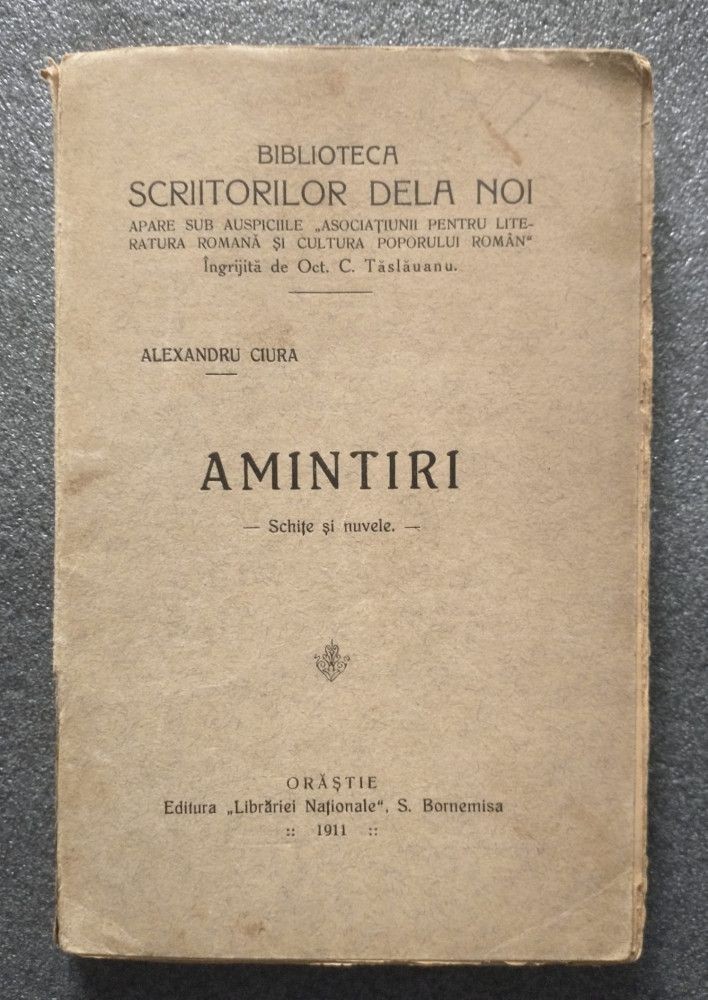 BIBLIOTECA
SCRIITORILOR DELA NOI
APARE SUB AUSPICIILE „ASOCIAȚIUNII PENTRU LITE-
RATURA ROMANĂ ȘI CULTURA POPORULUI ROMÂN“
Îngrijită de Oct. C. Tăslăuanu.
ALEXANDRU CIURA
AMINTIRI
— Schițe și nuvele. —
ORĂȘTIE
Editura „Librăriei Naționale“, S. Bornemisa
:: 1911 ::